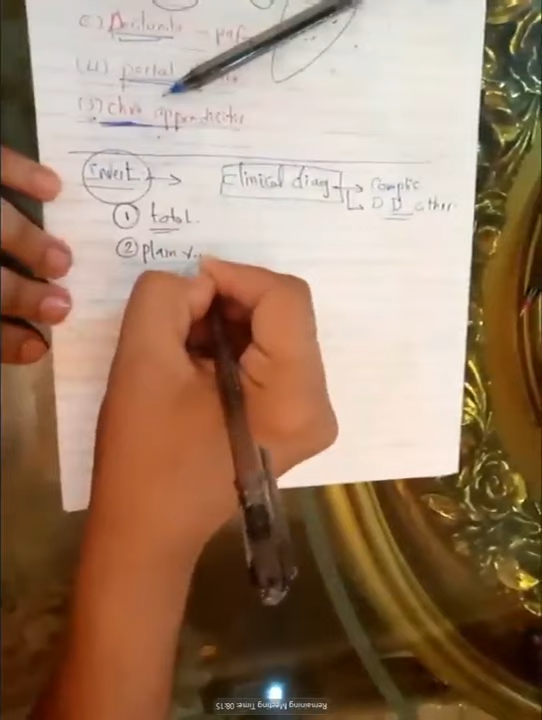 (4) portal
(5) chr. appendicitis
invest → clinical diag → complic
D D other
① total
② plain
Remaining Meeting Time: 08:15